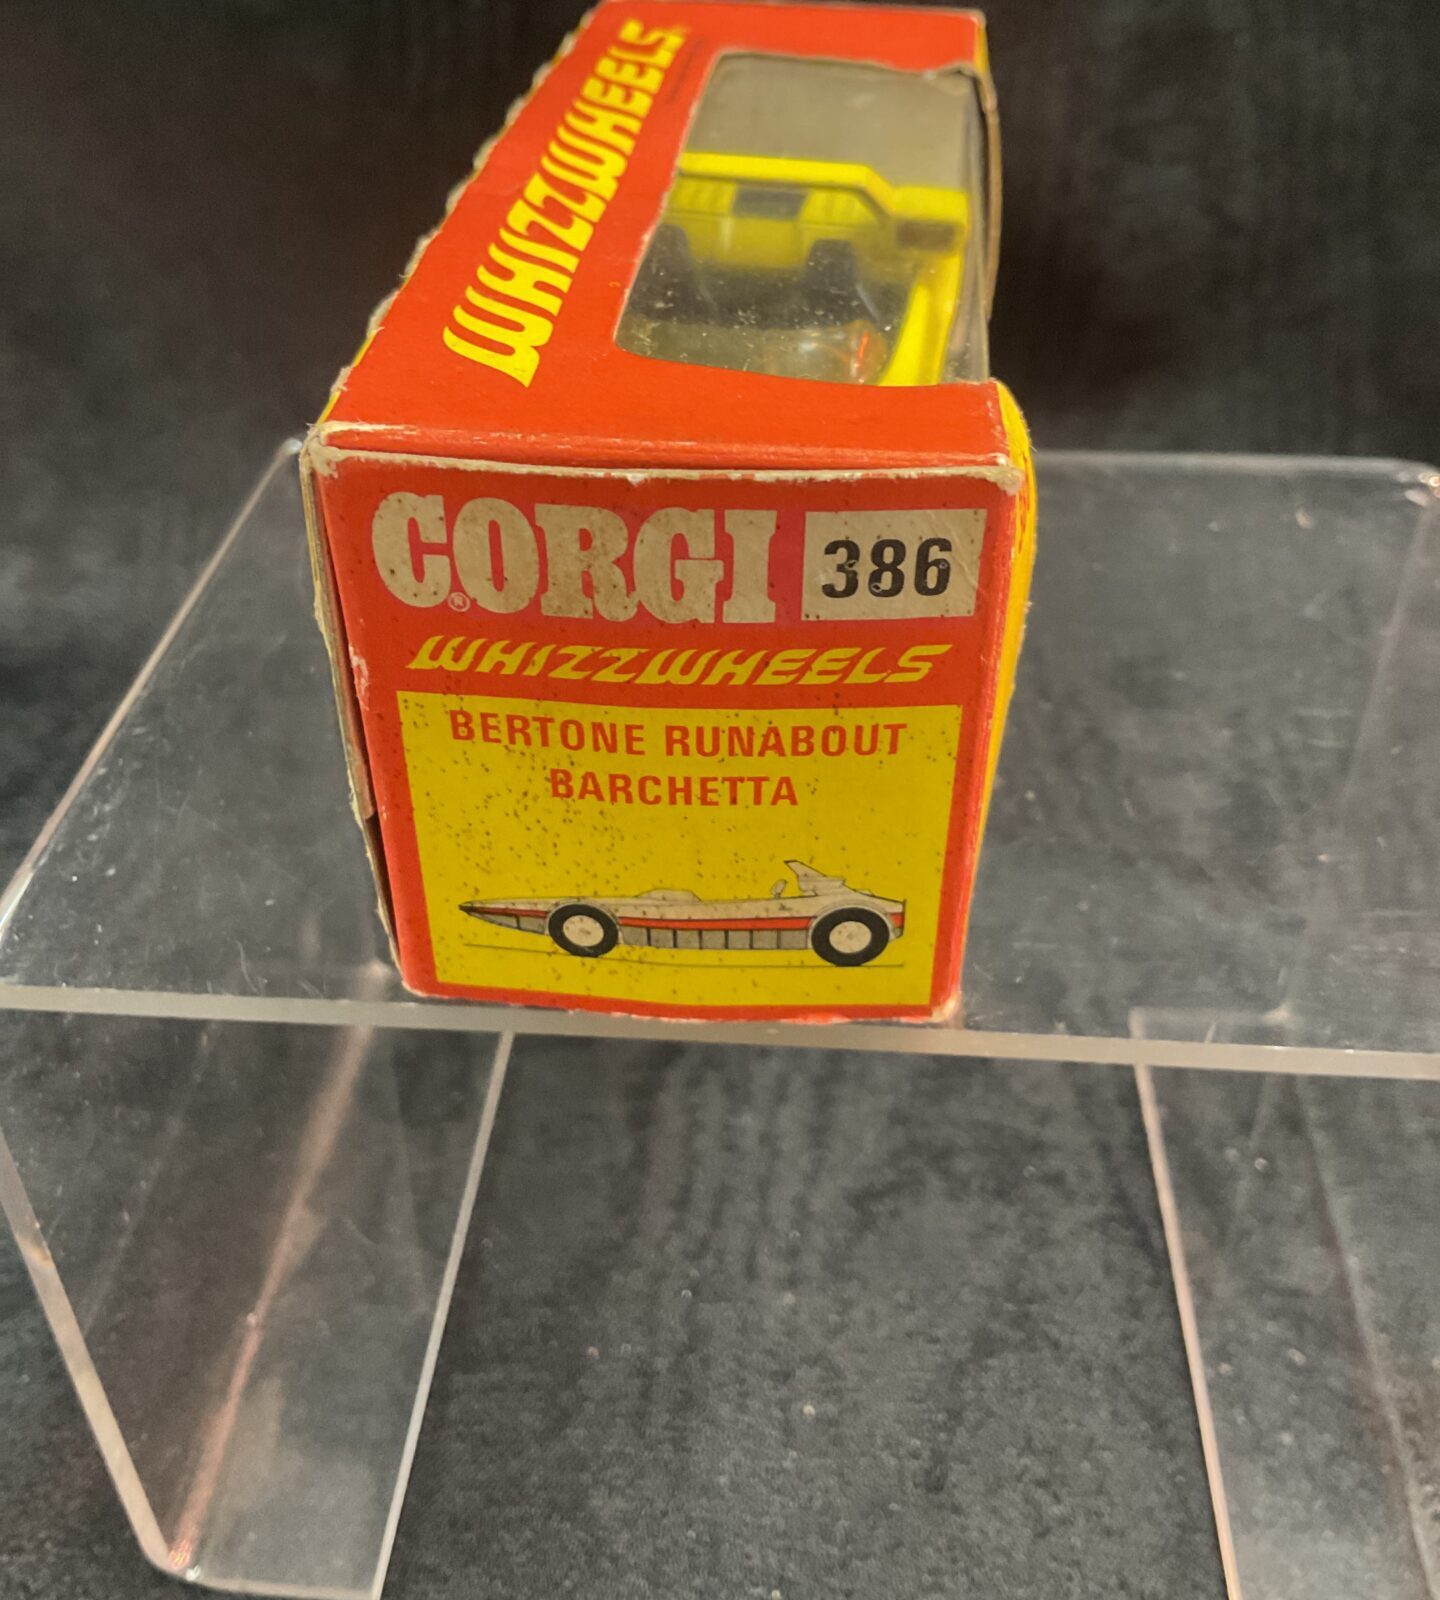 WHIZZWHEELS
CORGI® 386
WHIZZWHEELS
BERTONE RUNABOUT
BARCHETTA